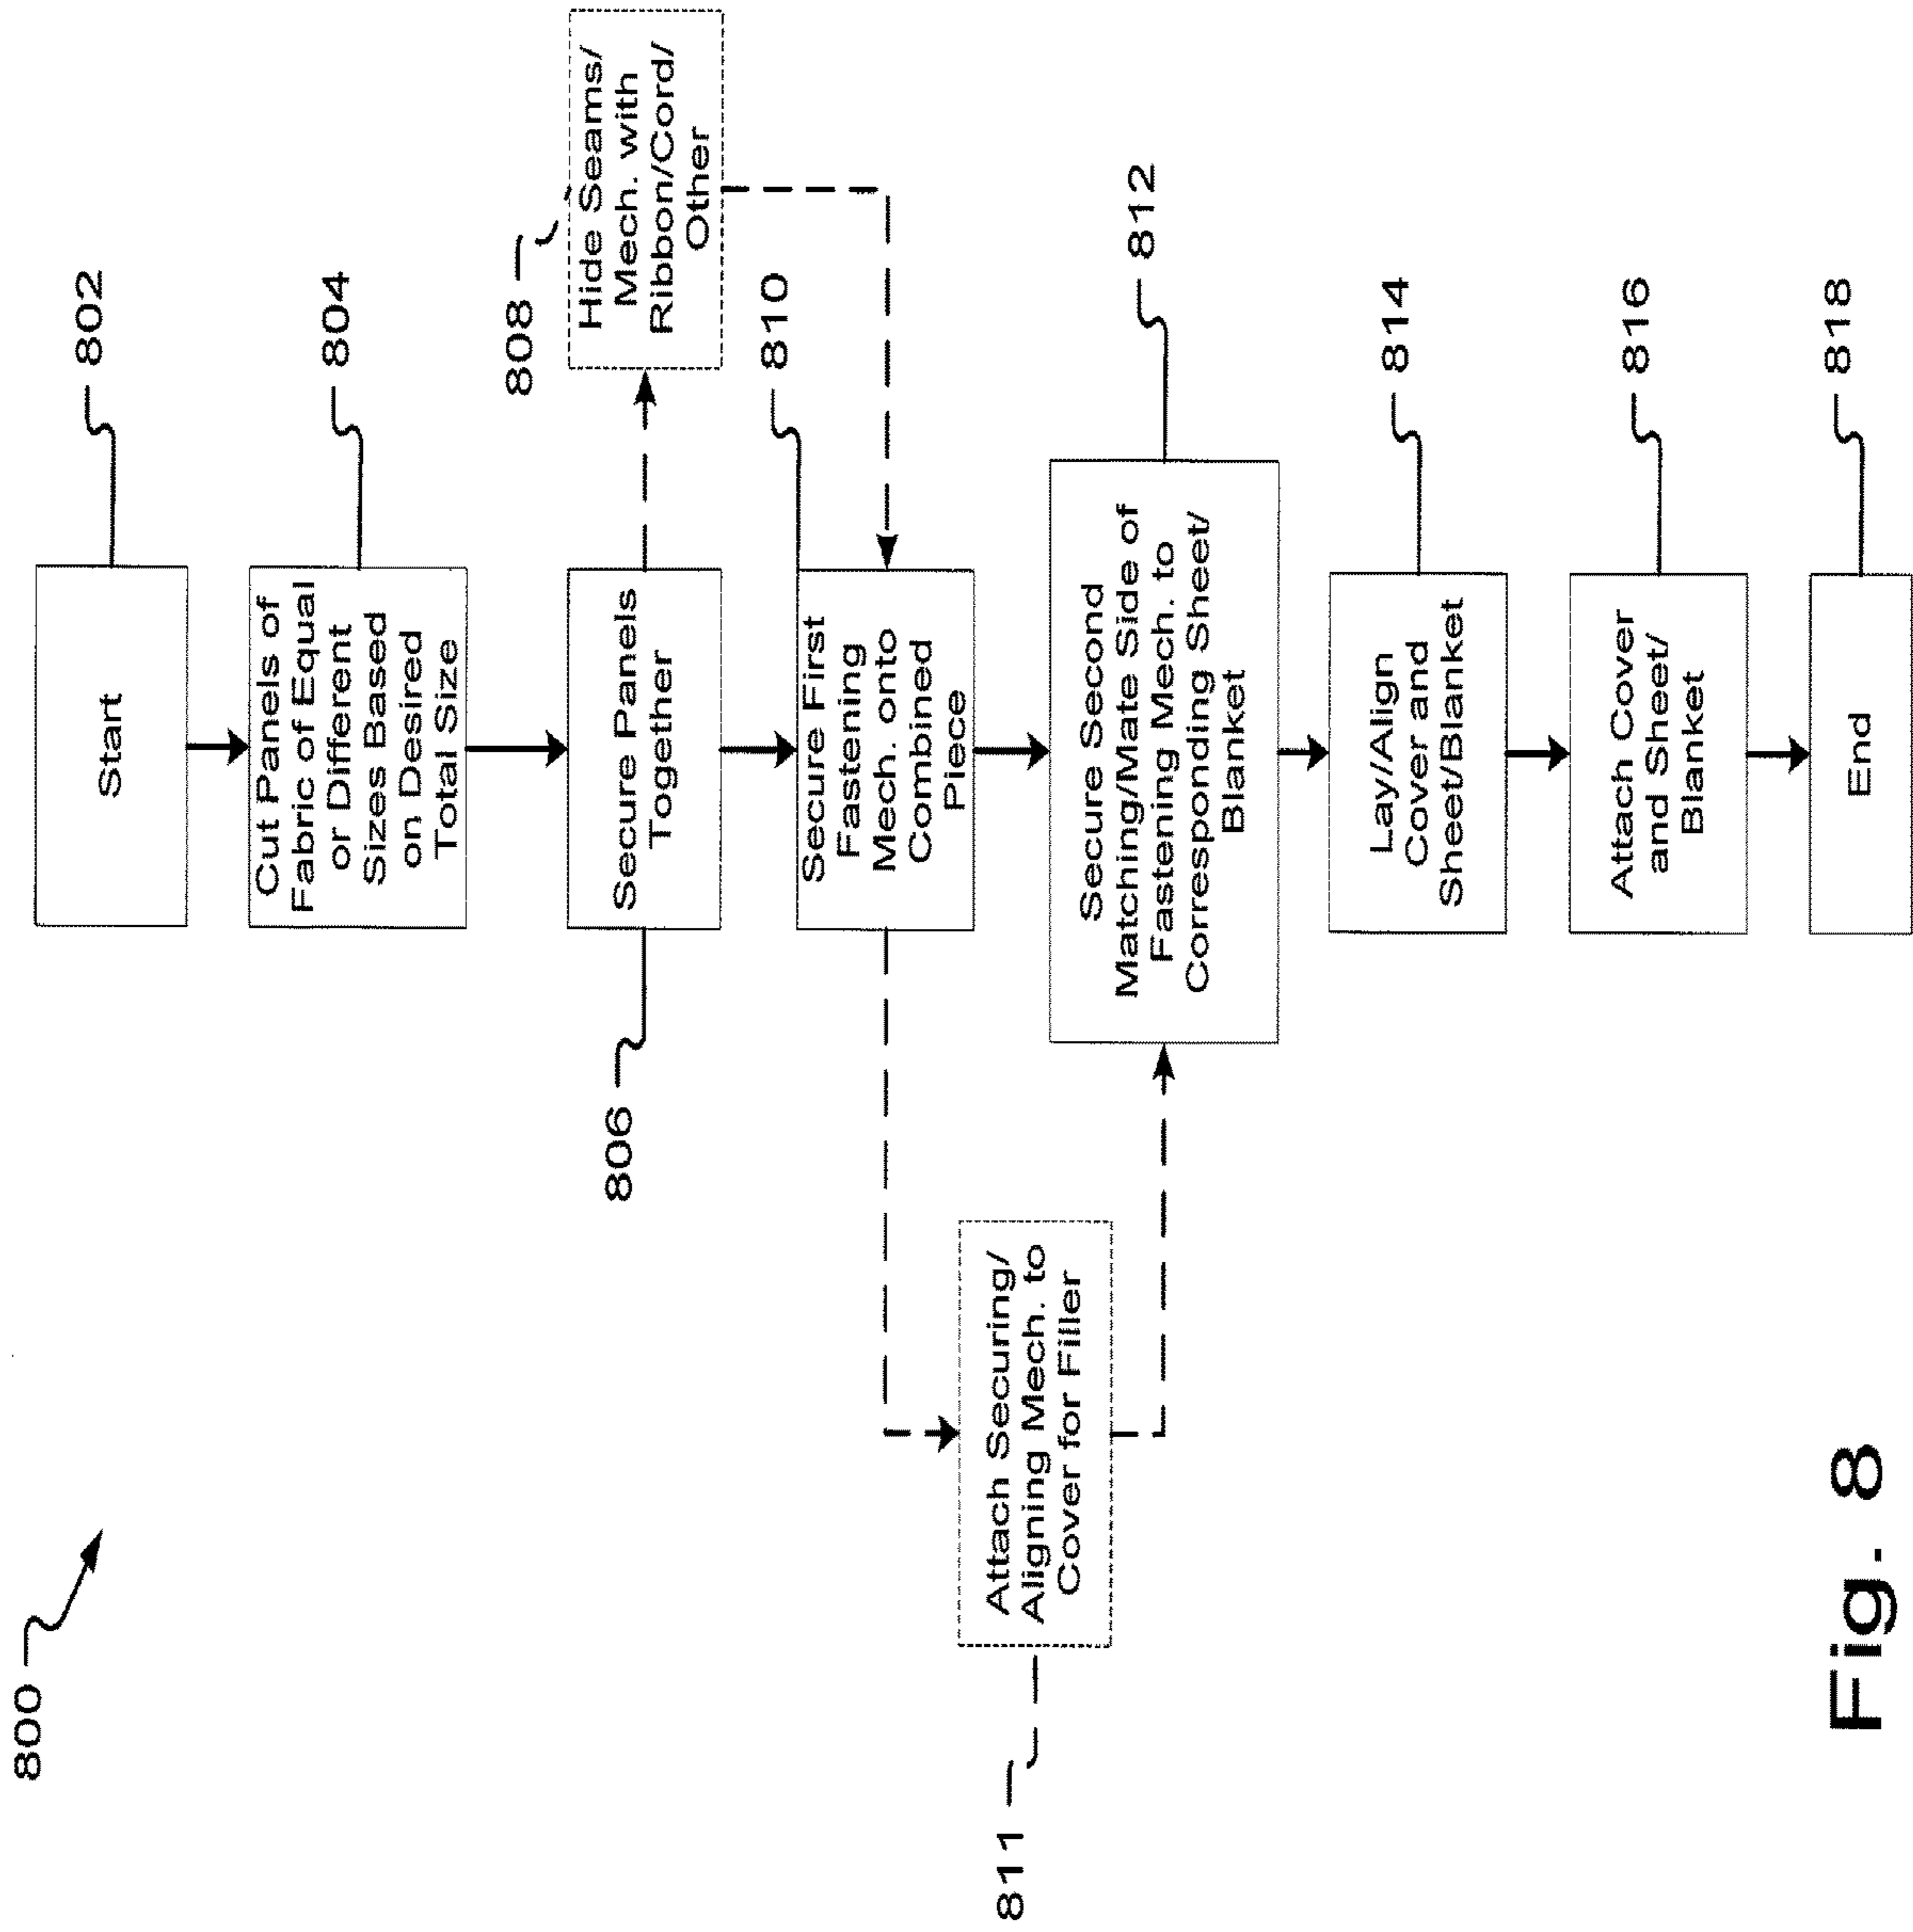 800
Start
802
Cut Panels of
Fabric of Equal
or Different
Sizes Based
on Desired
Total Size
804
Secure Panels
Together
806
808
Hide Seams/
Mech. with
Ribbon/Cord/
Other
810
Secure First
Fastening
Mech. onto
Combined
Piece
811
Attach Securing/
Aligning Mech. to
Cover for Filler
Secure Second
Matching/Mate Side of
Fastening Mech. to
Corresponding Sheet/
Blanket
812
Lay/Align
Cover and
Sheet/Blanket
814
Attach Cover
and Sheet/
Blanket
816
End
818
Fig. 8